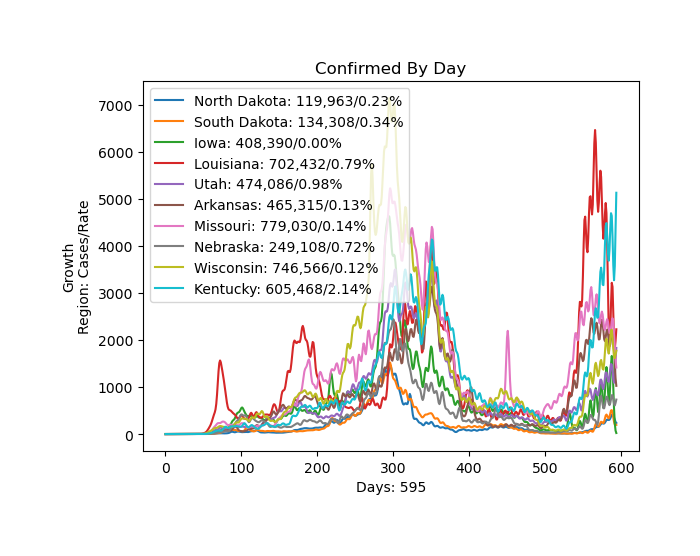 Confirmed By Day
7000
6000
5000
4000
3000
2000
1000
0
Growth
Region: Cases/Rate
North Dakota: 119,963/0.23%
South Dakota: 134,308/0.34%
Iowa: 408,390/0.00%
Louisiana: 702,432/0.79%
Utah: 474,086/0.98%
Arkansas: 465,315/0.13%
Missouri: 779,030/0.14%
Nebraska: 249,108/0.72%
Wisconsin: 746,566/0.12%
Kentucky: 605,468/2.14%
0 100 200 300 400 500 600
Days: 595